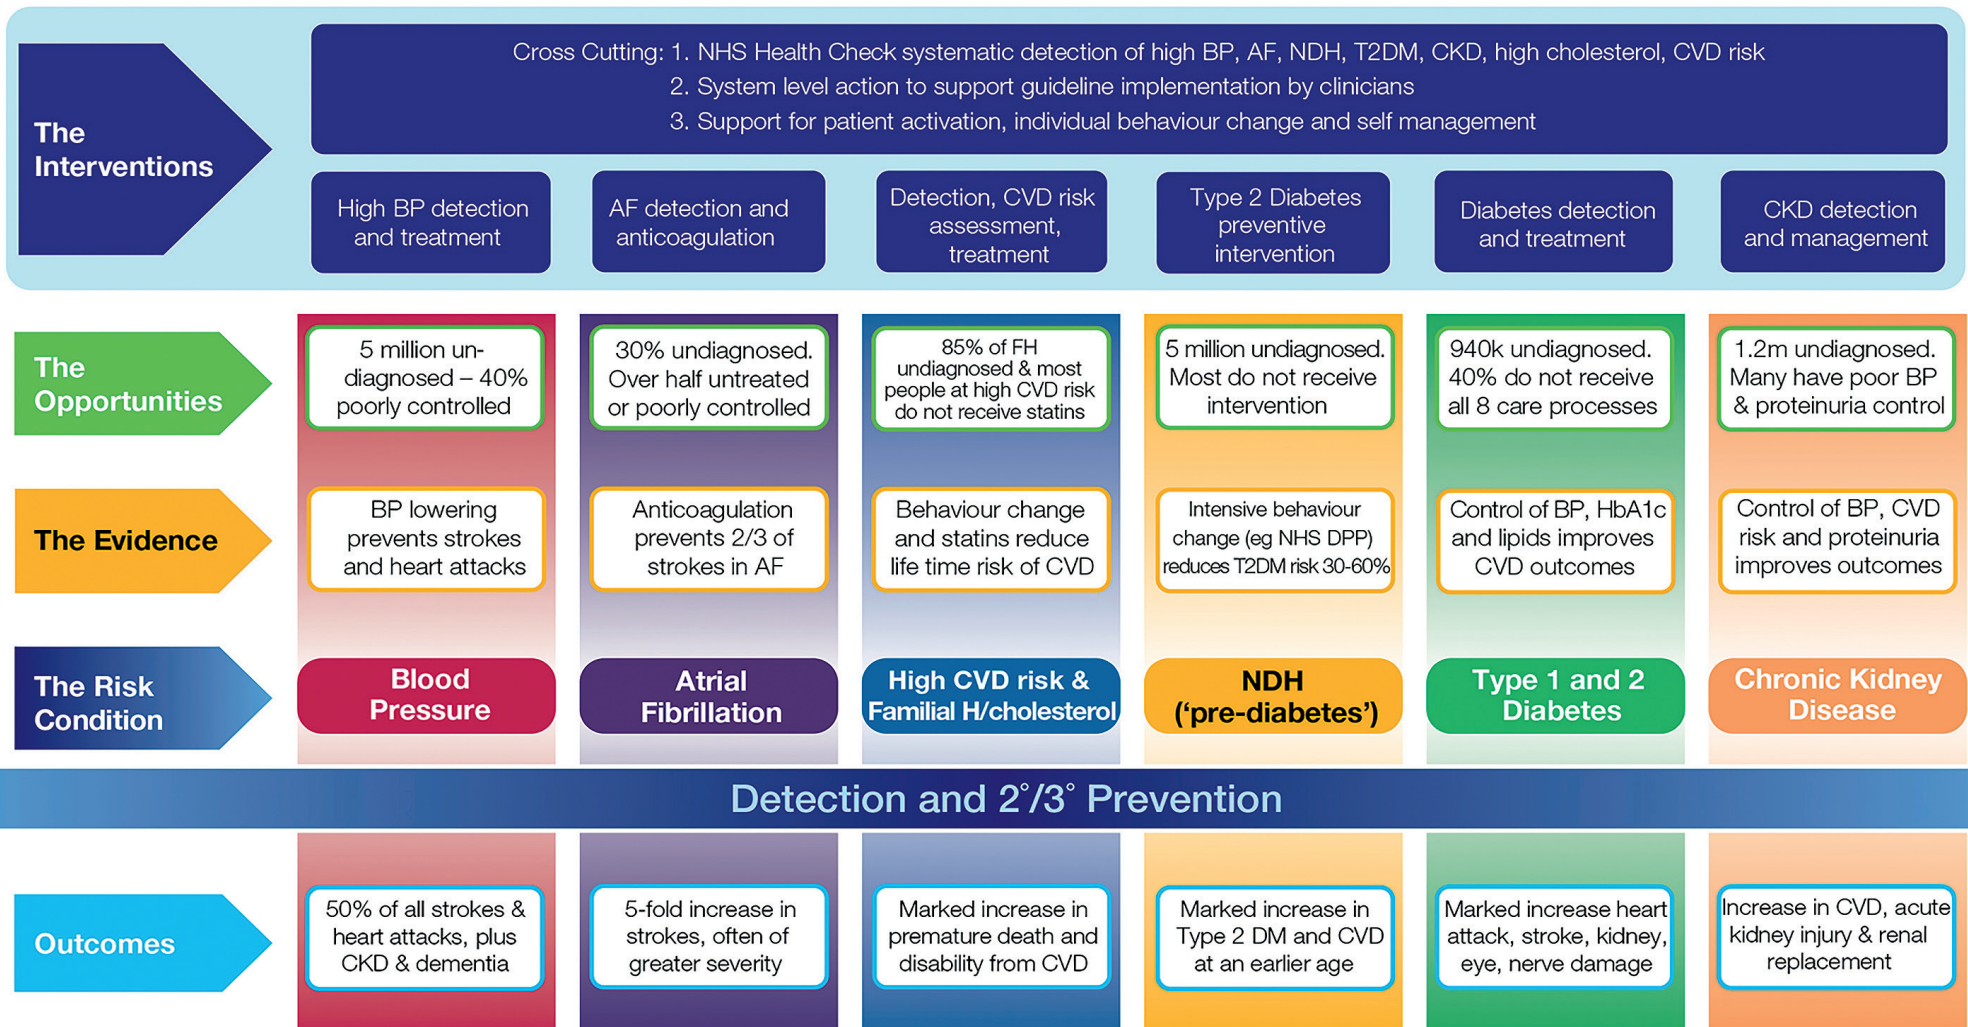 The
Interventions
Cross Cutting: 1. NHS Health Check systematic detection of high BP, AF, NDH, T2DM, CKD, high cholesterol, CVD risk
2. System level action to support guideline implementation by clinicians
3. Support for patient activation, individual behaviour change and self management
High BP detection
and treatment
AF detection and
anticoagulation
Detection, CVD risk
assessment,
treatment
Type 2 Diabetes
preventive
intervention
Diabetes detection
and treatment
CKD detection
and management
The
Opportunities
5 million un-
diagnosed – 40%
poorly controlled
30% undiagnosed.
Over half untreated
or poorly controlled
85% of FH
undiagnosed & most
people at high CVD risk
do not receive statins
5 million undiagnosed.
Most do not receive
intervention
940k undiagnosed.
40% do not receive
all 8 care processes
1.2m undiagnosed.
Many have poor BP
& proteinuria control
The Evidence
BP lowering
prevents strokes
and heart attacks
Anticoagulation
prevents 2/3 of
strokes in AF
Behaviour change
and statins reduce
life time risk of CVD
Intensive behaviour
change (eg NHS DPP)
reduces T2DM risk 30-60%
Control of BP, HbA1c
and lipids improves
CVD outcomes
Control of BP, CVD
risk and proteinuria
improves outcomes
The Risk
Condition
Blood
Pressure
Atrial
Fibrillation
High CVD risk &
Familial H/cholesterol
NDH
(‘pre-diabetes’)
Type 1 and 2
Diabetes
Chronic Kidney
Disease
Detection and 2°/3° Prevention
Outcomes
50% of all strokes &
heart attacks, plus
CKD & dementia
5-fold increase in
strokes, often of
greater severity
Marked increase in
premature death and
disability from CVD
Marked increase in
Type 2 DM and CVD
at an earlier age
Marked increase heart
attack, stroke, kidney,
eye, nerve damage
Increase in CVD, acute
kidney injury & renal
replacement